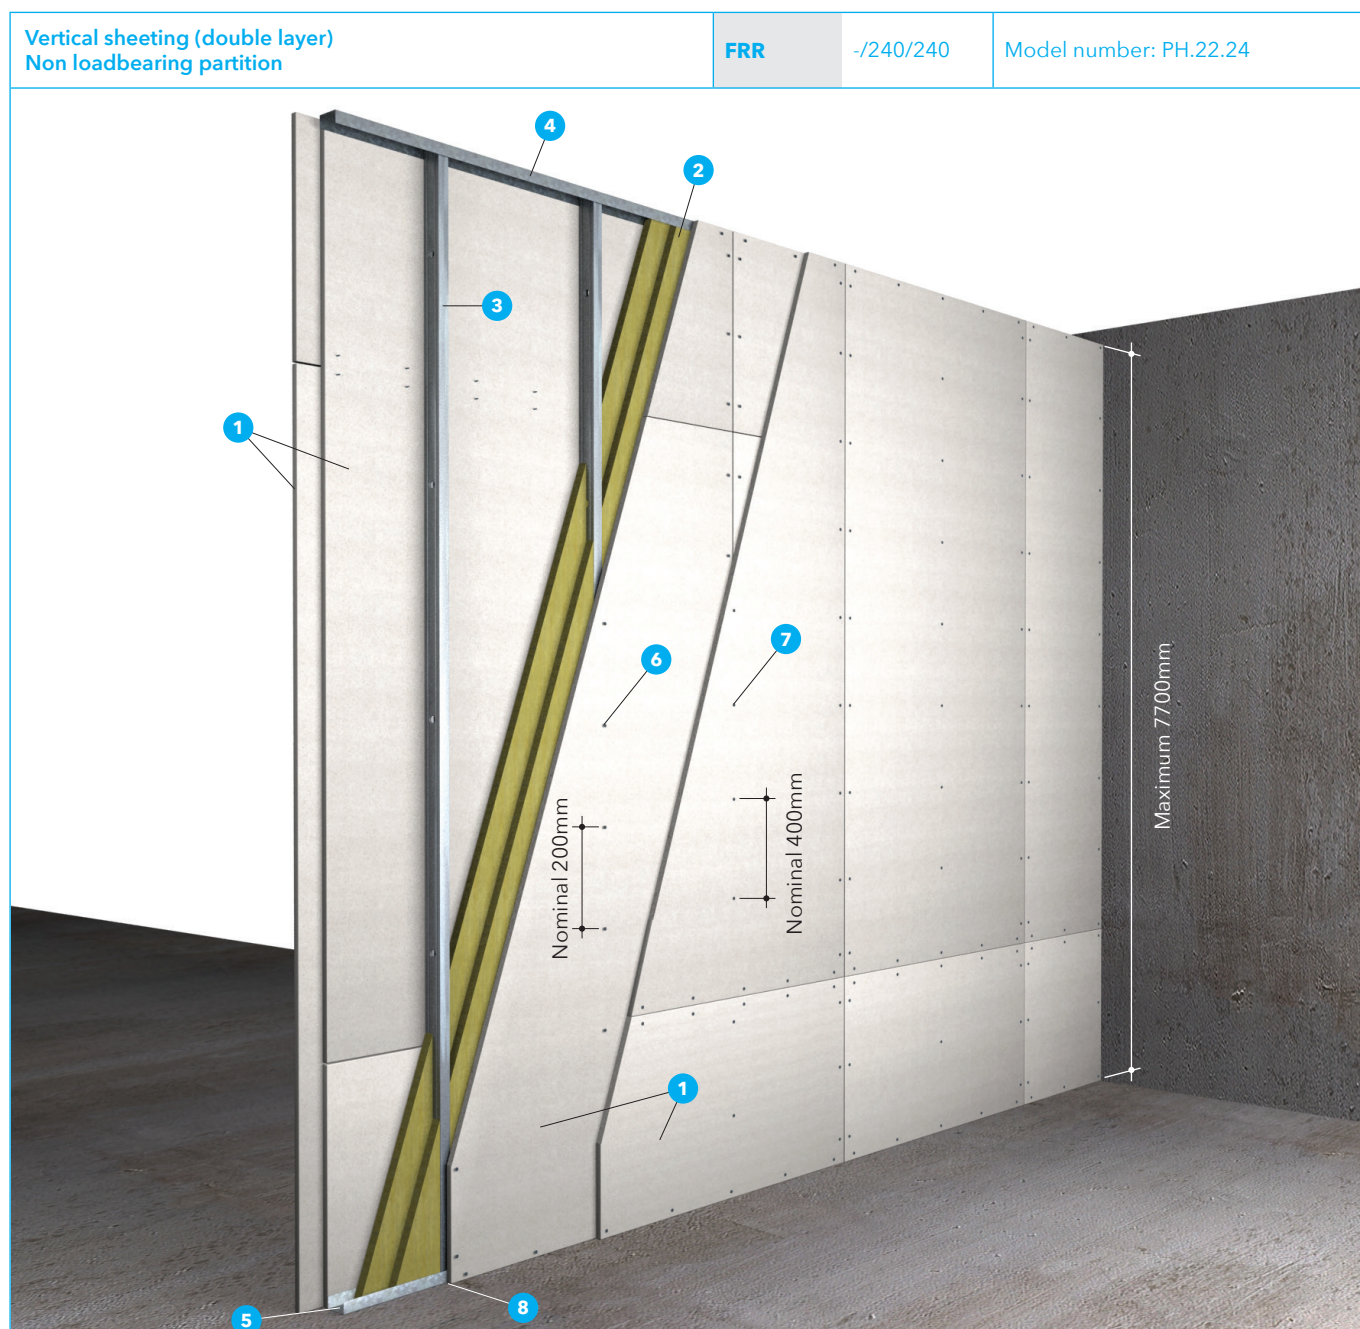 Vertical sheeting (double layer)
Non loadbearing partition
FRR
-/240/240
Model number: PH.22.24
4
2
3
1
6
7
Nominal 200mm
Nominal 400mm
Maximum 7700mm
1
8
5